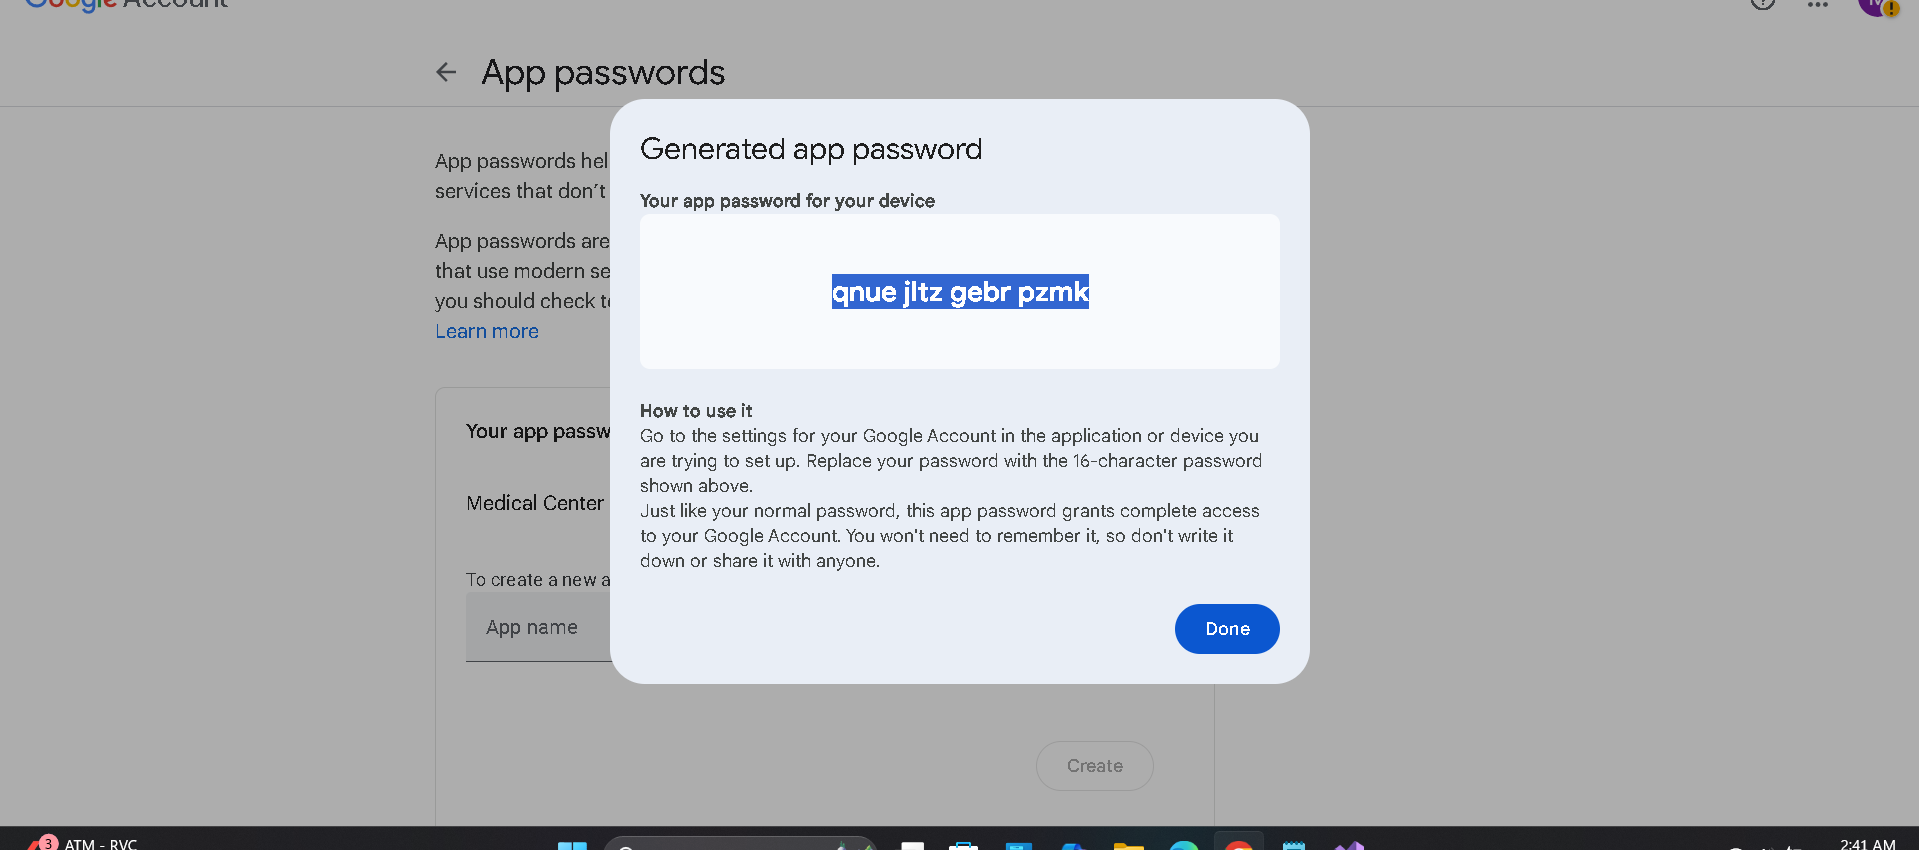 Google Account
App passwords
App passwords hel
services that don't
App passwords are
that use modern se
you should check t
Learn more
Your app passw
Medical Center
To create a new a
App name
Create
Generated app password
Your app password for your device
qnue jltz gebr pzmk
How to use it
Go to the settings for your Google Account in the application or device you
are trying to set up. Replace your password with the 16-character password
shown above.
Just like your normal password, this app password grants complete access
to your Google Account. You won't need to remember it, so don't write it
down or share it with anyone.
Done
3
ATM - RVC
2:41 AM